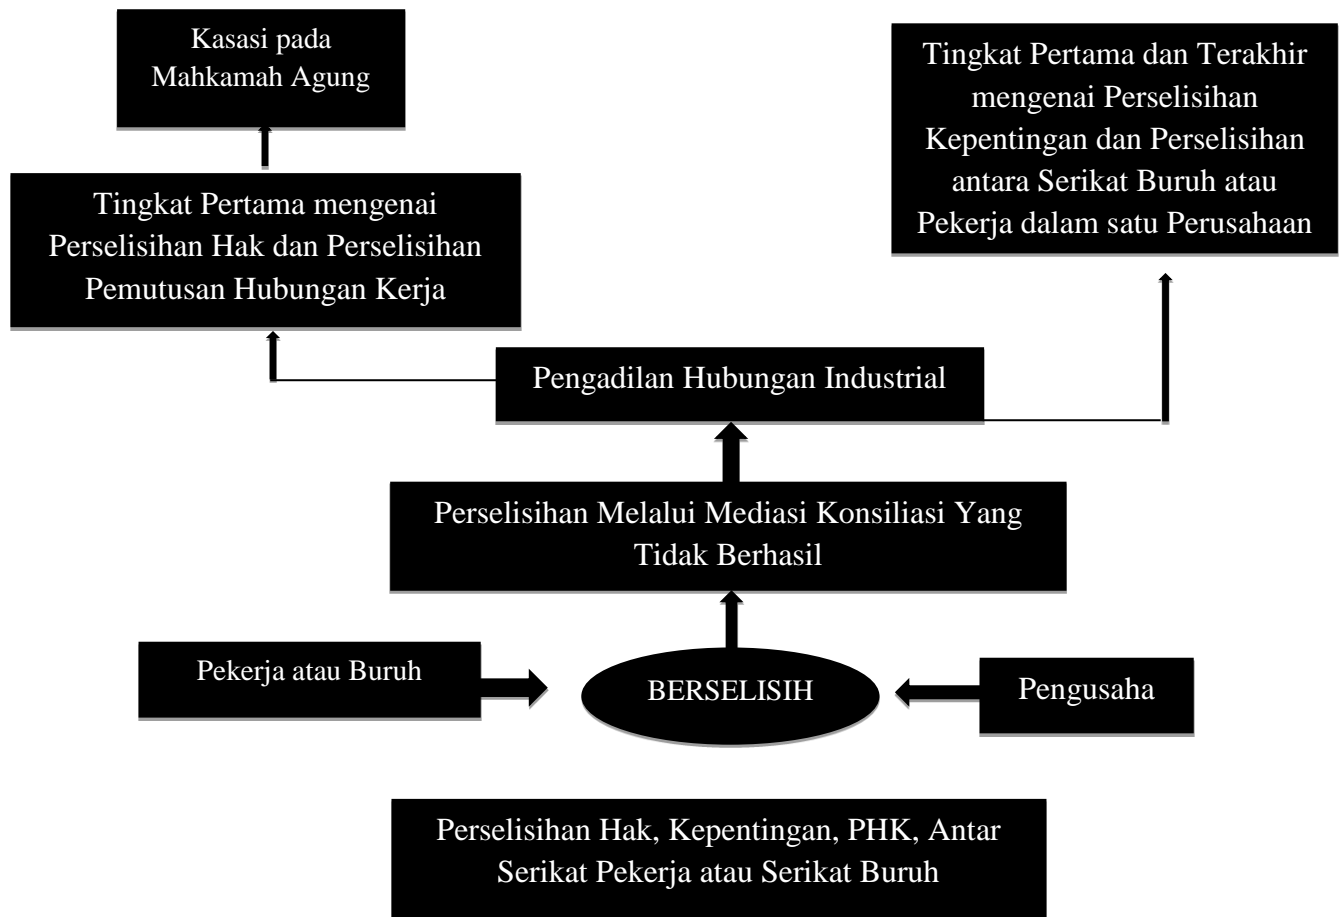 Kasasi pada
Mahkamah Agung
Tingkat Pertama dan Terakhir
mengenai Perselisihan
Kepentingan dan Perselisihan
antara Serikat Buruh atau
Pekerja dalam satu Perusahaan
Tingkat Pertama mengenai
Perselisihan Hak dan Perselisihan
Pemutusan Hubungan Kerja
Pengadilan Hubungan Industrial
Perselisihan Melalui Mediasi Konsiliasi Yang
Tidak Berhasil
Pekerja atau Buruh
BERSELISIH
Pengusaha
Perselisihan Hak, Kepentingan, PHK, Antar
Serikat Pekerja atau Serikat Buruh